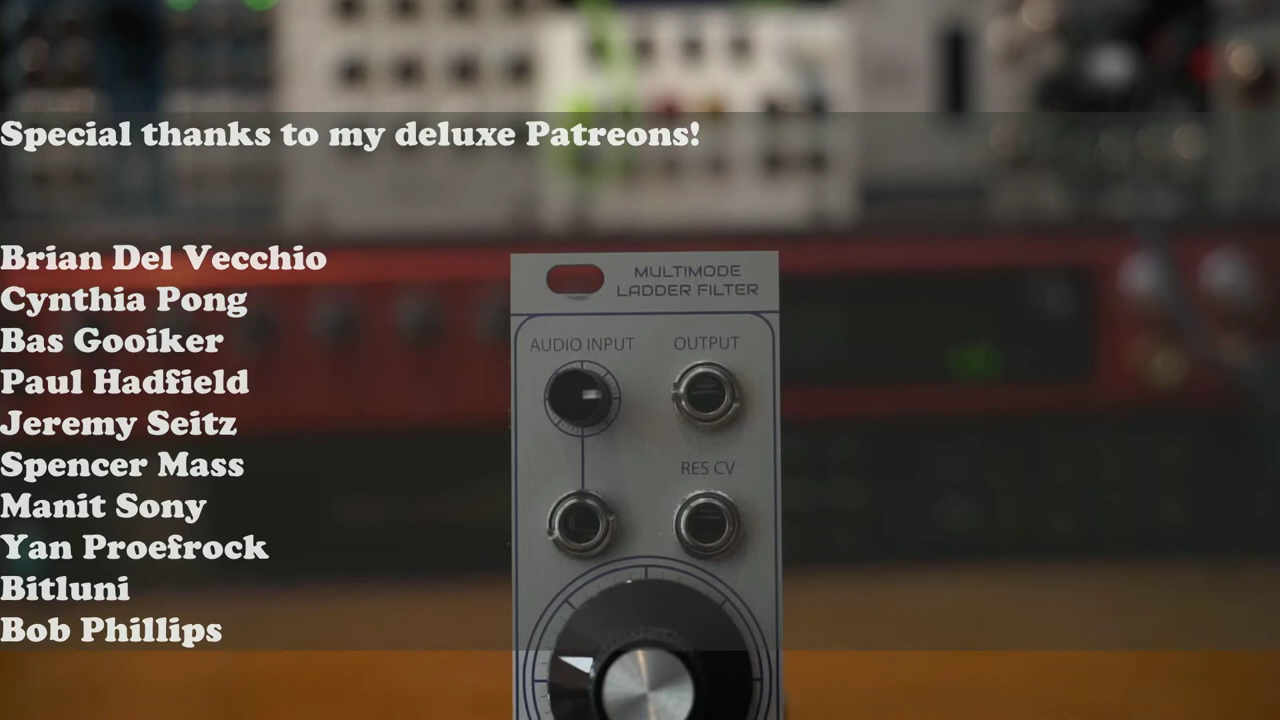 Special thanks to my deluxe Patreons!
Brian Del Vecchio
Cynthia Pong
Bas Gooiker
Paul Hadfield
Jeremy Seitz
Spencer Mass
Manit Sony
Yan Proefrock
Bitluni
Bob Phillips
MULTIMODE
LADDER FILTER
AUDIO INPUT
OUTPUT
RES CV